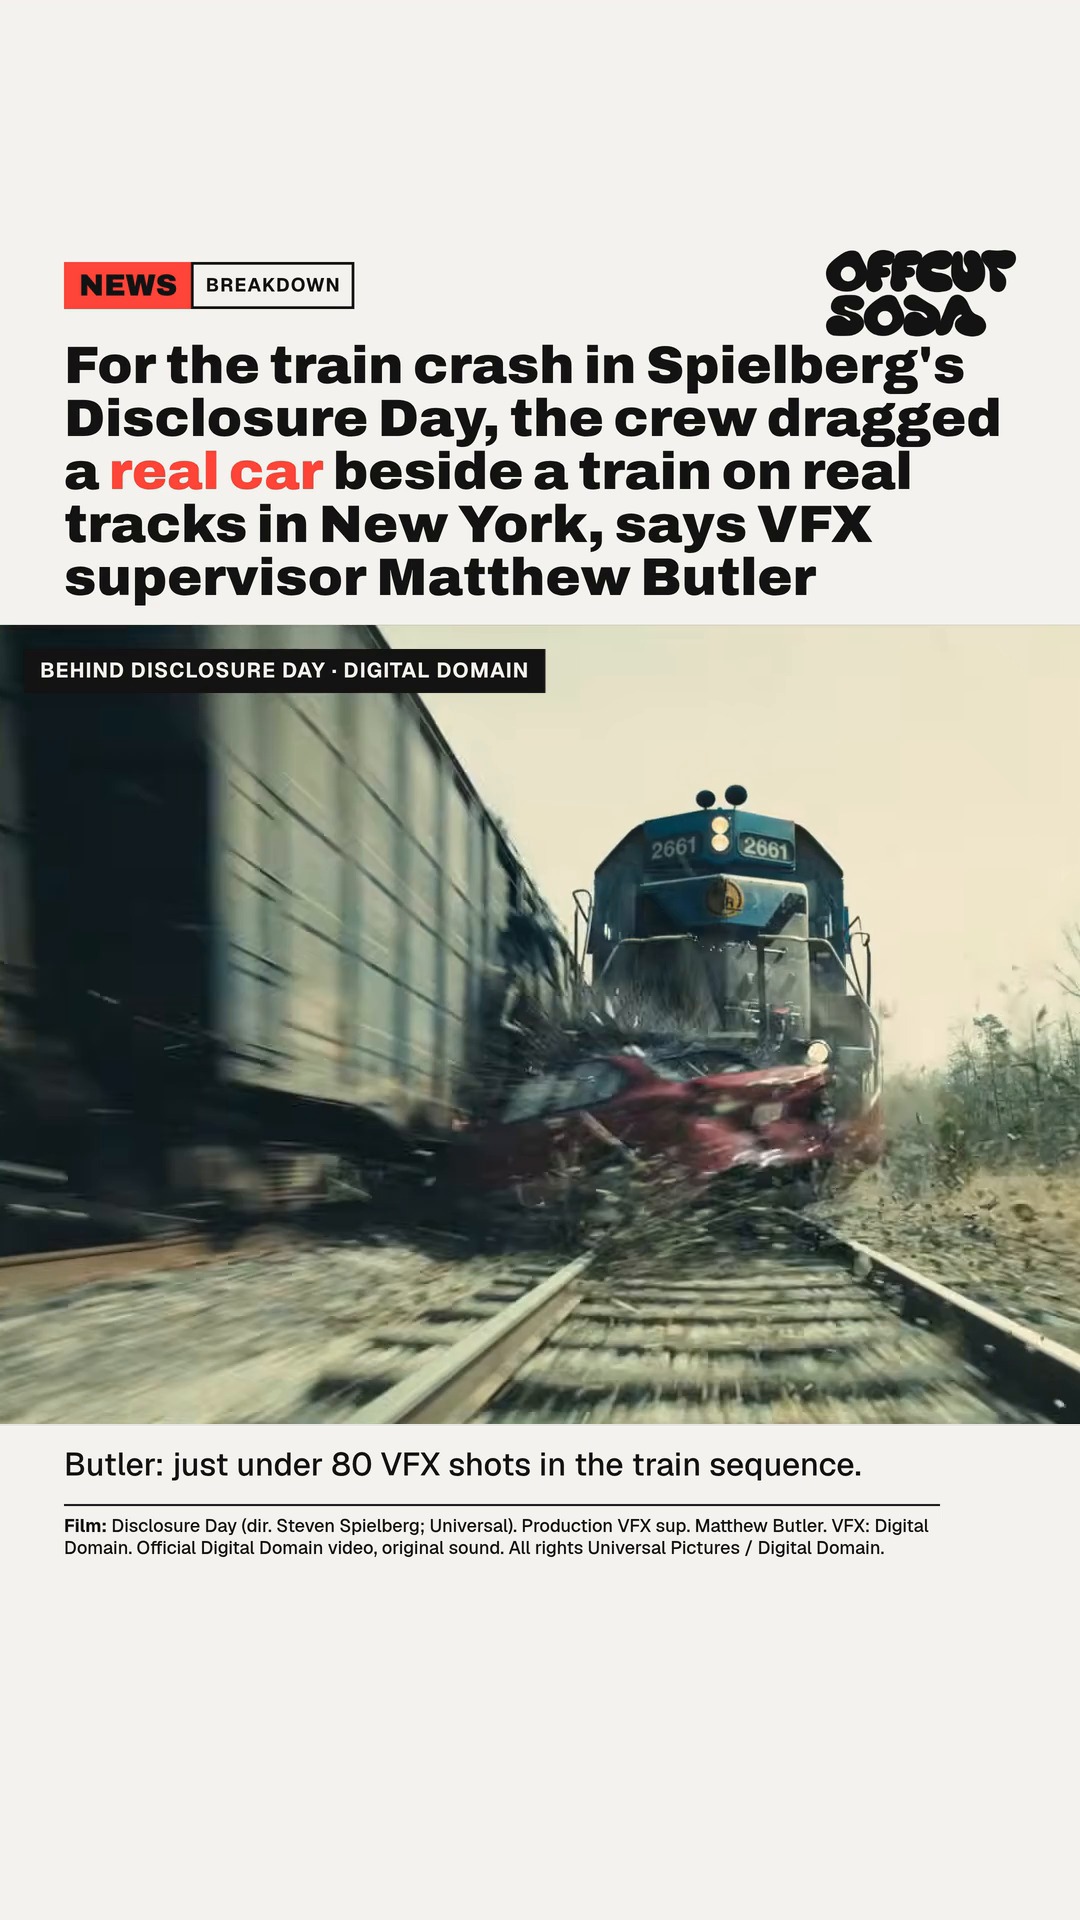 NEWS BREAKDOWN
OFFCUT
SODA
For the train crash in Spielberg's
Disclosure Day, the crew dragged
a real car beside a train on real
tracks in New York, says VFX
supervisor Matthew Butler
BEHIND DISCLOSURE DAY · DIGITAL DOMAIN
2661 2661
Butler: just under 80 VFX shots in the train sequence.
Film: Disclosure Day (dir. Steven Spielberg; Universal). Production VFX sup. Matthew Butler. VFX: Digital
Domain. Official Digital Domain video, original sound. All rights Universal Pictures / Digital Domain.